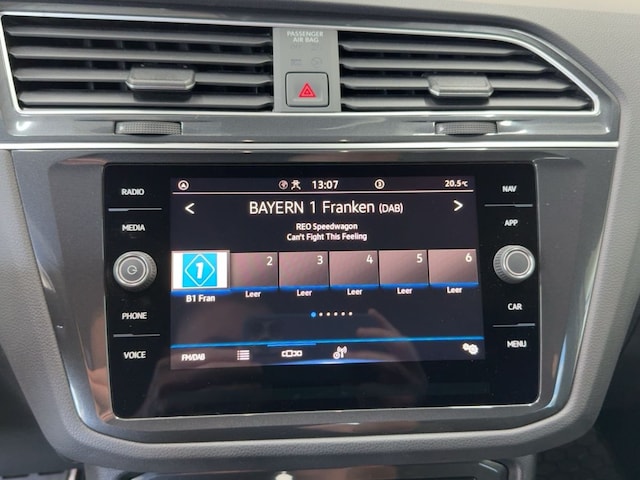 PASSENGER
AIR BAG
RADIO
MEDIA
PHONE
VOICE
13:07
20.5°C
< BAYERN 1 Franken (DAB) >
REO Speedwagon
Can't Fight This Feeling
1 2 3 4 5 6
B1 Fran Leer Leer Leer Leer Leer
FM/DAB
NAV
APP
CAR
MENU